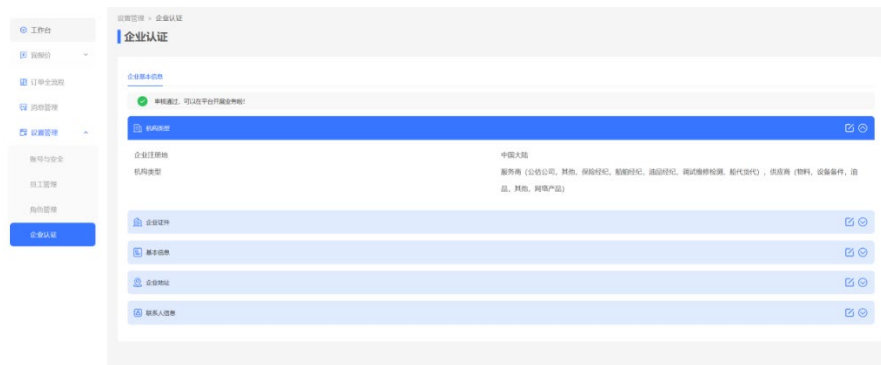 设置管理 > 企业认证
企业认证
工作台
询报价
订单全流程
消息管理
设置管理
账号与安全
员工管理
角色管理
企业认证
企业基本信息
审核通过，可以在平台开展业务啦！
机构类型
企业注册地
中国大陆
机构类型
服务商（公估公司，其他，保险经纪，船舶经纪，油品经纪，调试维修检测，船代货代），供应商（物料，设备备件，油
品，其他，网络产品）
企业证件
基本信息
企业地址
联系人信息